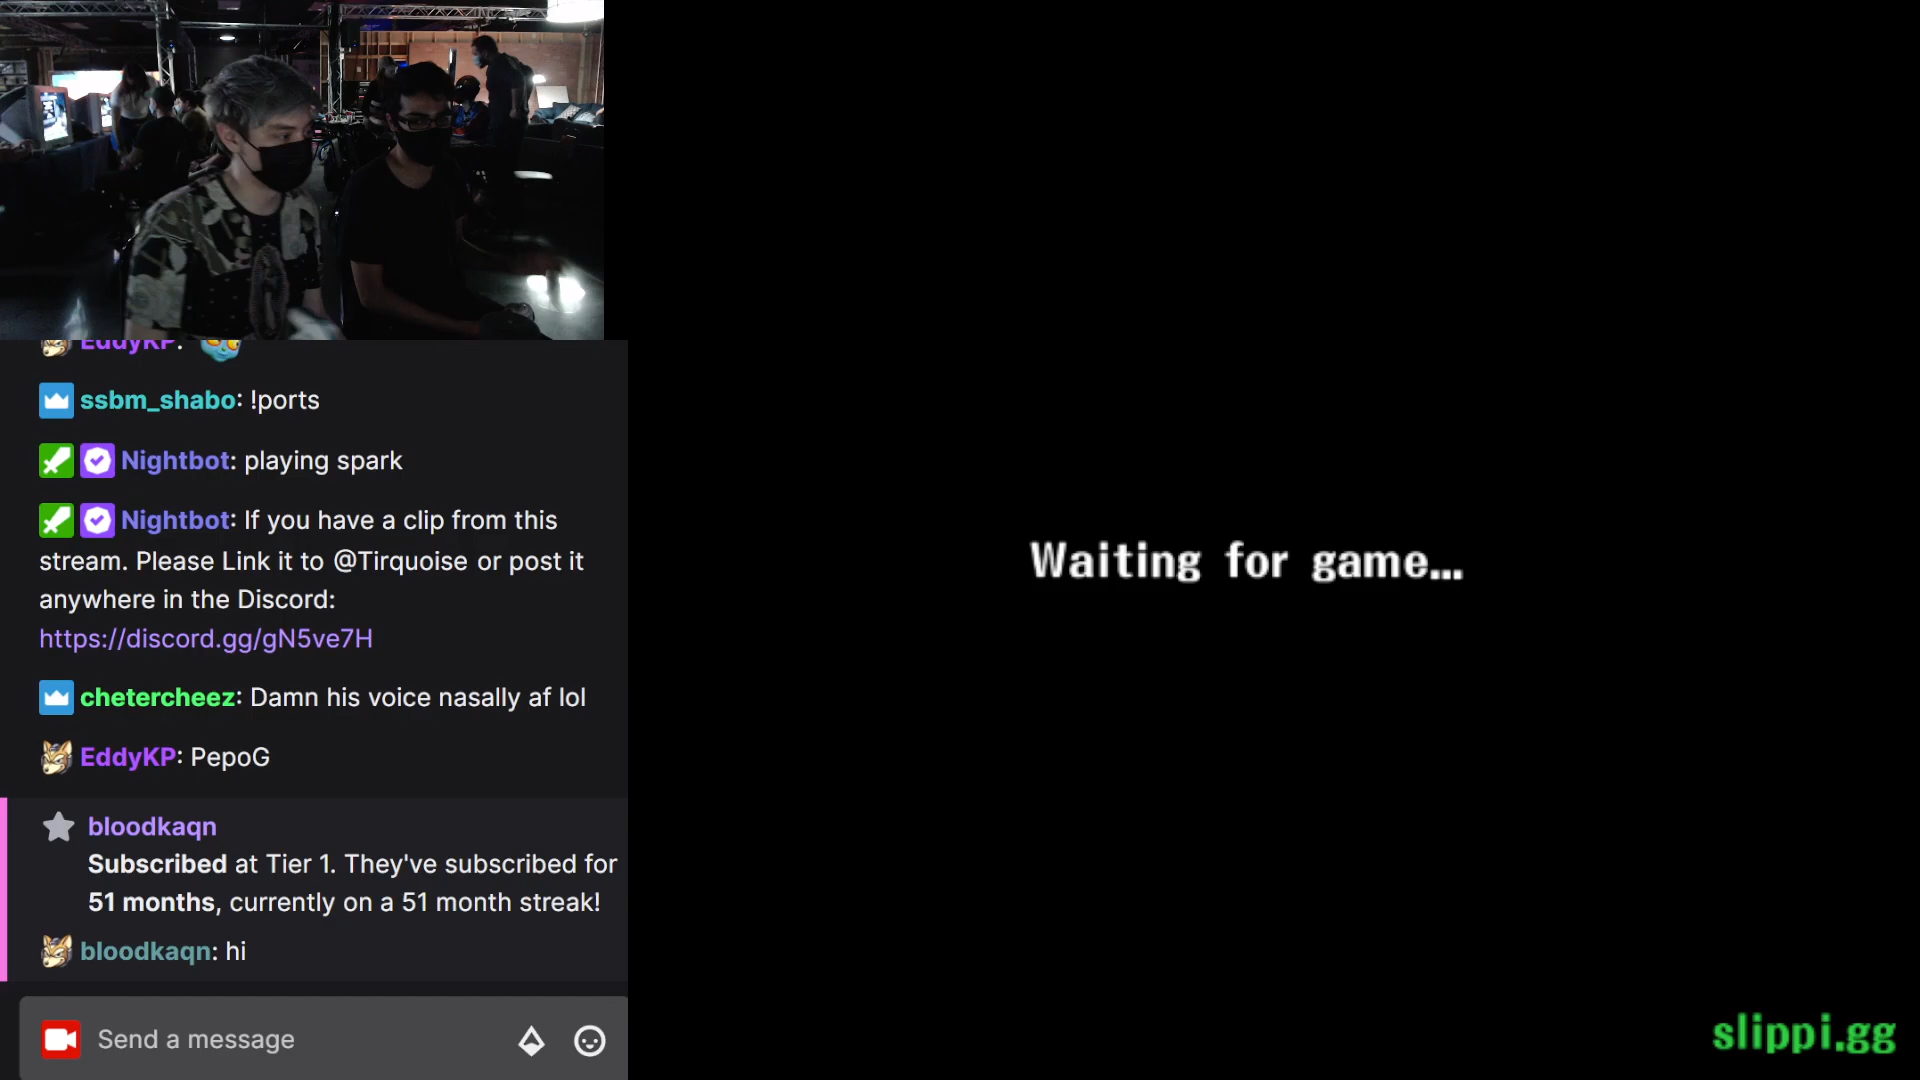 EddyKP:
ssbm_shabo: !ports
Nightbot: playing spark
Nightbot: If you have a clip from this
stream. Please Link it to @Tirquoise or post it
anywhere in the Discord:
https://discord.gg/gN5ve7H
chetercheez: Damn his voice nasally af lol
EddyKP: PepoG
bloodkaqn
Subscribed at Tier 1. They've subscribed for
51 months, currently on a 51 month streak!
bloodkaqn: hi
Send a message
Waiting for game...
slippi.gg